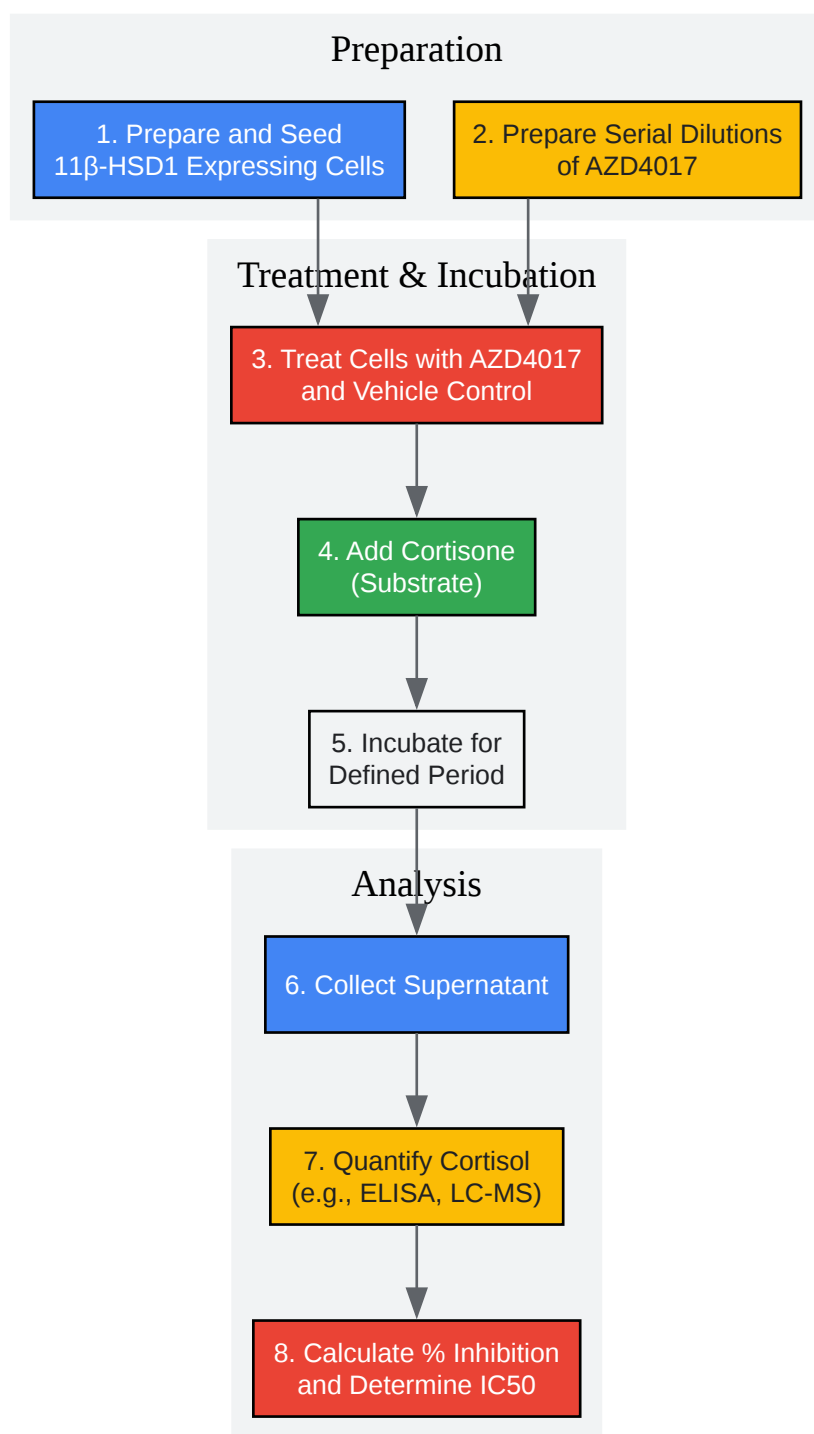 Preparation
1. Prepare and Seed
11β-HSD1 Expressing Cells
2. Prepare Serial Dilutions
of AZD4017
Treatment & Incubation
3. Treat Cells with AZD4017
and Vehicle Control
4. Add Cortisone
(Substrate)
5. Incubate for
Defined Period
Analysis
6. Collect Supernatant
7. Quantify Cortisol
(e.g., ELISA, LC-MS)
8. Calculate % Inhibition
and Determine IC50